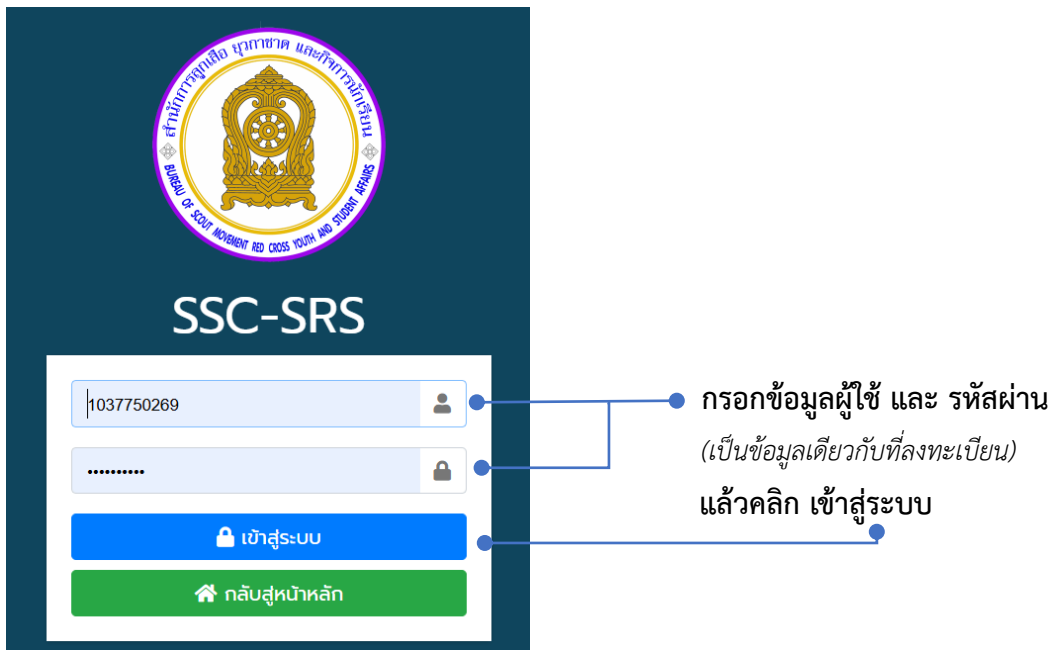 สำนักการลูกเสือ ยุวกาชาด และกิจการนักเรียน
BUREAU OF SCOUT MOVEMENT RED CROSS YOUTH AND STUDENT AFFAIRS
SSC-SRS
1037750269
••••••••••
เข้าสู่ระบบ
กลับสู่หน้าหลัก
กรอกข้อมูลผู้ใช้ และ รหัสผ่าน
(เป็นข้อมูลเดียวกับที่ลงทะเบียน)
แล้วคลิก เข้าสู่ระบบ